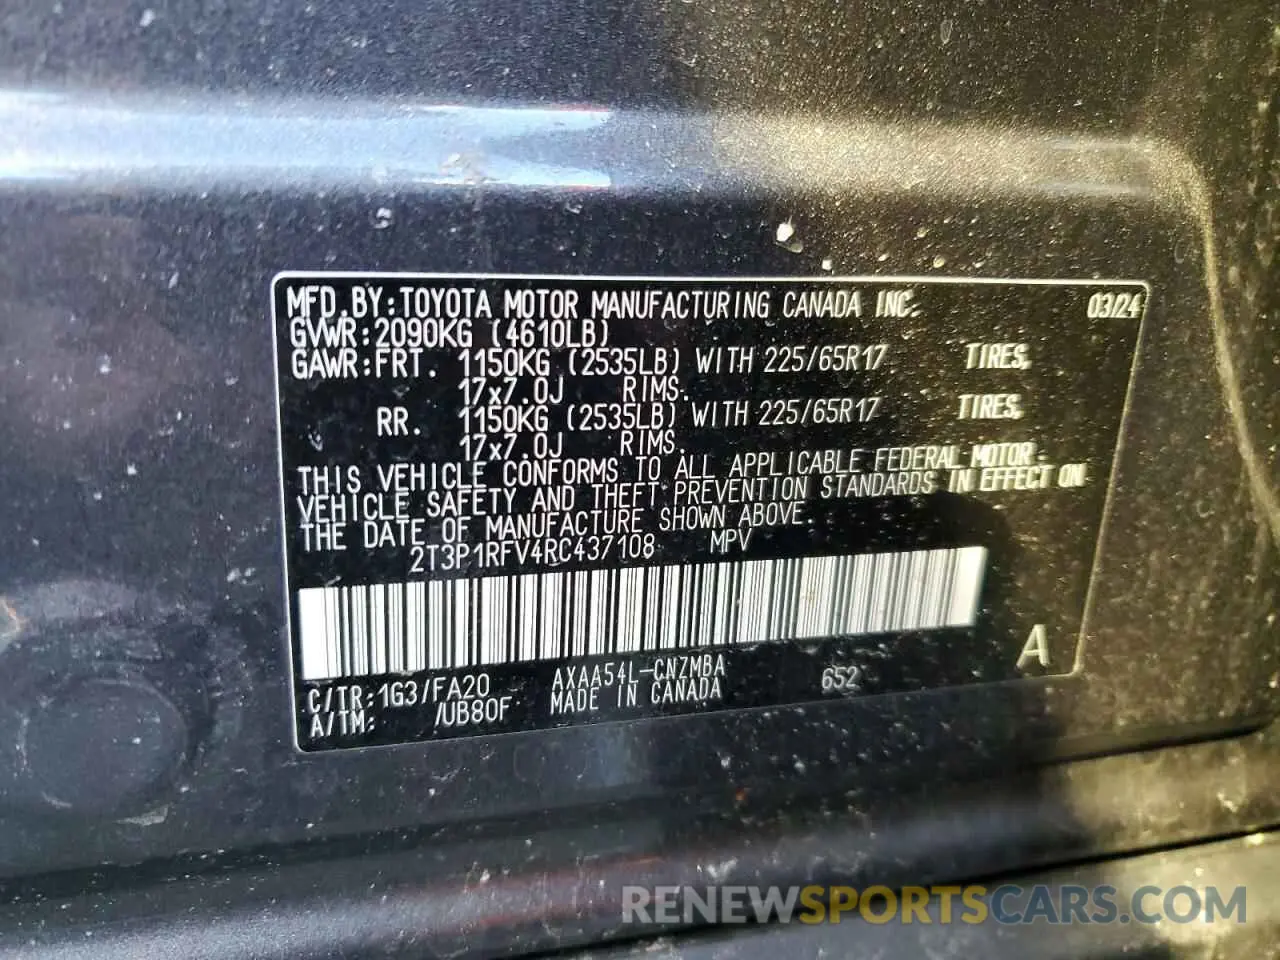 MFD.BY:TOYOTA MOTOR MANUFACTURING CANADA INC. 03/24
GVWR:2090KG (4610LB)
GAWR:FRT. 1150KG (2535LB) WITH 225/65R17 TIRES,
17x7.0J RIMS.
RR. 1150KG (2535LB) WITH 225/65R17 TIRES,
17x7.0J RIMS.
THIS VEHICLE CONFORMS TO ALL APPLICABLE FEDERAL MOTOR
VEHICLE SAFETY AND THEFT PREVENTION STANDARDS IN EFFECT ON
THE DATE OF MANUFACTURE SHOWN ABOVE.
2T3P1RFV4RC437108 MPV
A
C/TR:1G3/FA20 AXAA54L-CNZMBA 652
A/TM: /UB80F MADE IN CANADA
RENEWSPORTSCARS.COM